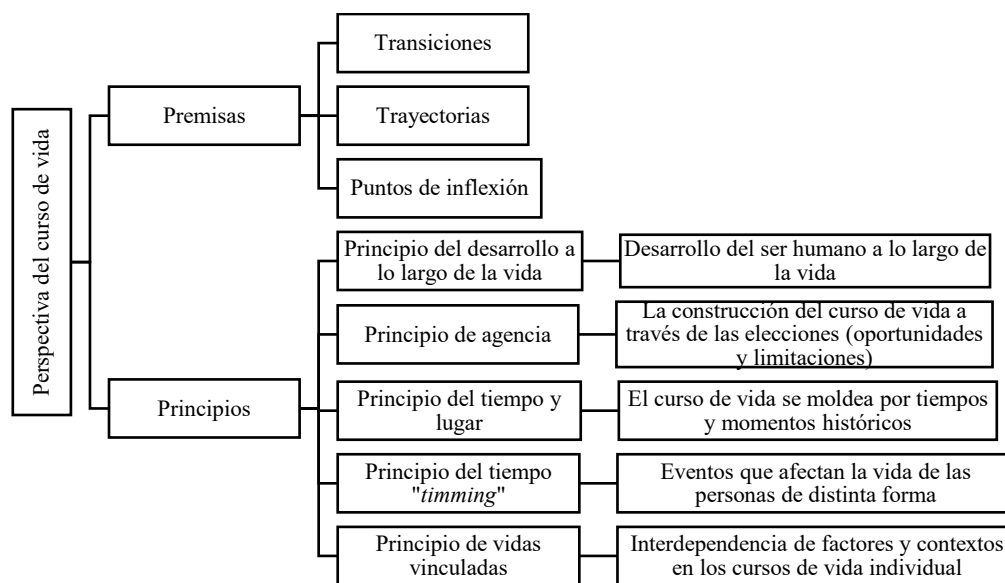 Perspectiva del curso de vida
Premisas
Transiciones
Trayectorias
Puntos de inflexión
Principios
Principio del desarrollo a
lo largo de la vida
Desarrollo del ser humano a lo largo de
la vida
Principio de agencia
La construcción del curso de vida a
través de las elecciones (oportunidades
y limitaciones)
Principio del tiempo y
lugar
El curso de vida se moldea por tiempos
y momentos históricos
Principio del tiempo
"timming"
Eventos que afectan la vida de las
personas de distinta forma
Principio de vidas
vinculadas
Interdependencia de factores y contextos
en los cursos de vida individual